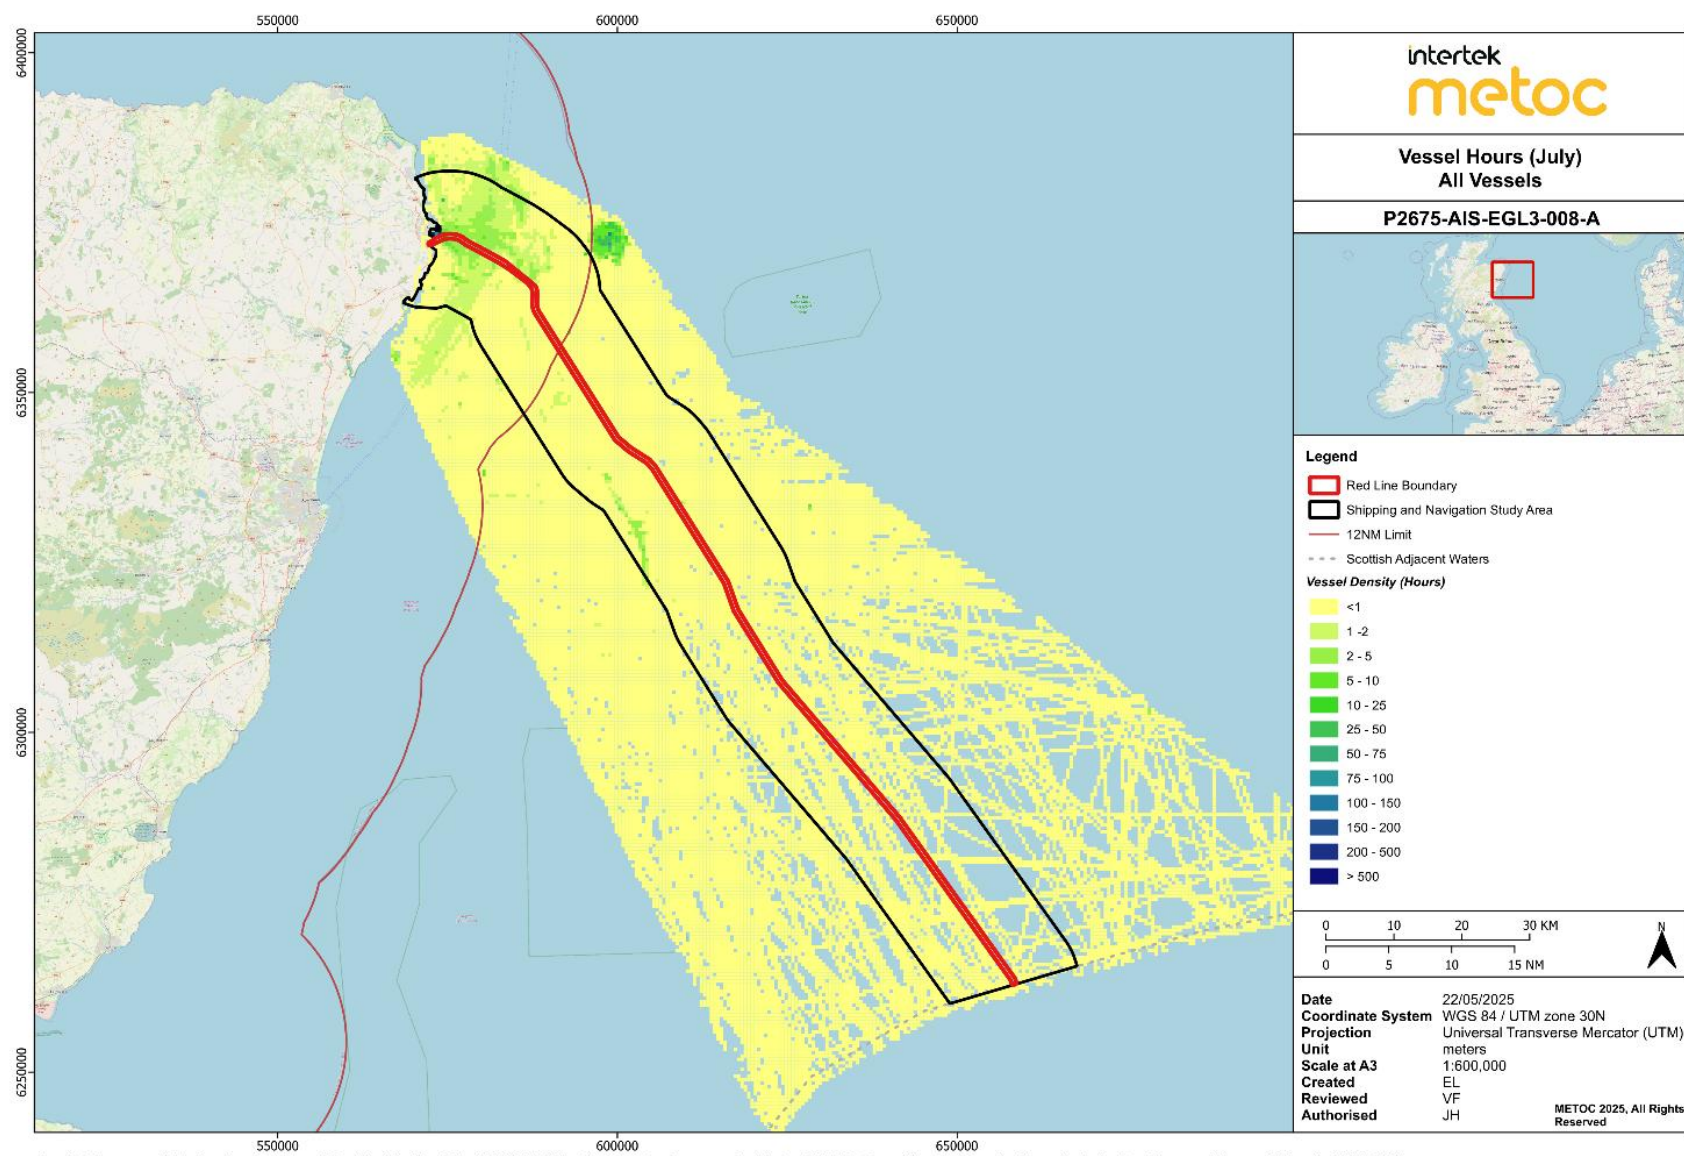 550000
600000
650000
6400000
6350000
6300000
6250000
550000
600000
650000
intertek
metoc
Vessel Hours (July)
All Vessels
P2675-AIS-EGL3-008-A
Legend
Red Line Boundary
Shipping and Navigation Study Area
12NM Limit
Scottish Adjacent Waters
Vessel Density (Hours)
<1
1 -2
2 - 5
5 - 10
10 - 25
25 - 50
50 - 75
75 - 100
100 - 150
150 - 200
200 - 500
> 500
0 10 20 30 KM
0 5 10 15 NM
N
Date 22/05/2025
Coordinate System WGS 84 / UTM zone 30N
Projection Universal Transverse Mercator (UTM)
Unit meters
Scale at A3 1:600,000
Created EL
Reviewed VF
Authorised JH
METOC 2025, All Rights
Reserved